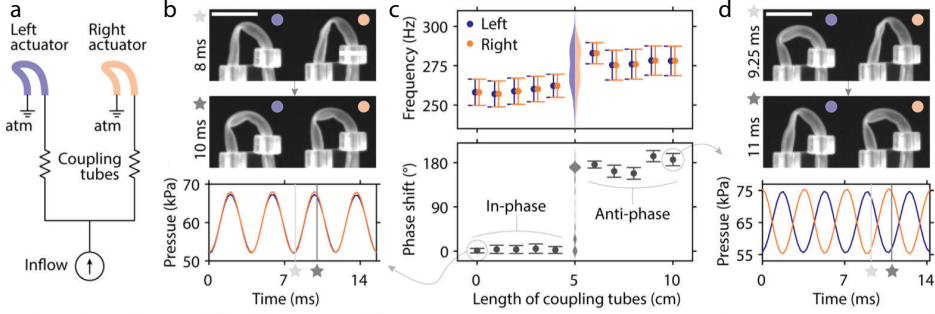 a
Left
actuator
Right
actuator
atm
atm
Coupling
tubes
Inflow
b
8 ms
10 ms
Pressue (kPa)
70
60
50
0
7
14
Time (ms)
c
Frequency (Hz)
300
275
250
Left
Right
Phase shift (°)
180
90
0
In-phase
Anti-phase
0
5
10
Length of coupling tubes (cm)
d
9.25 ms
11 ms
Pressue (kPa)
75
65
55
0
7
14
Time (ms)